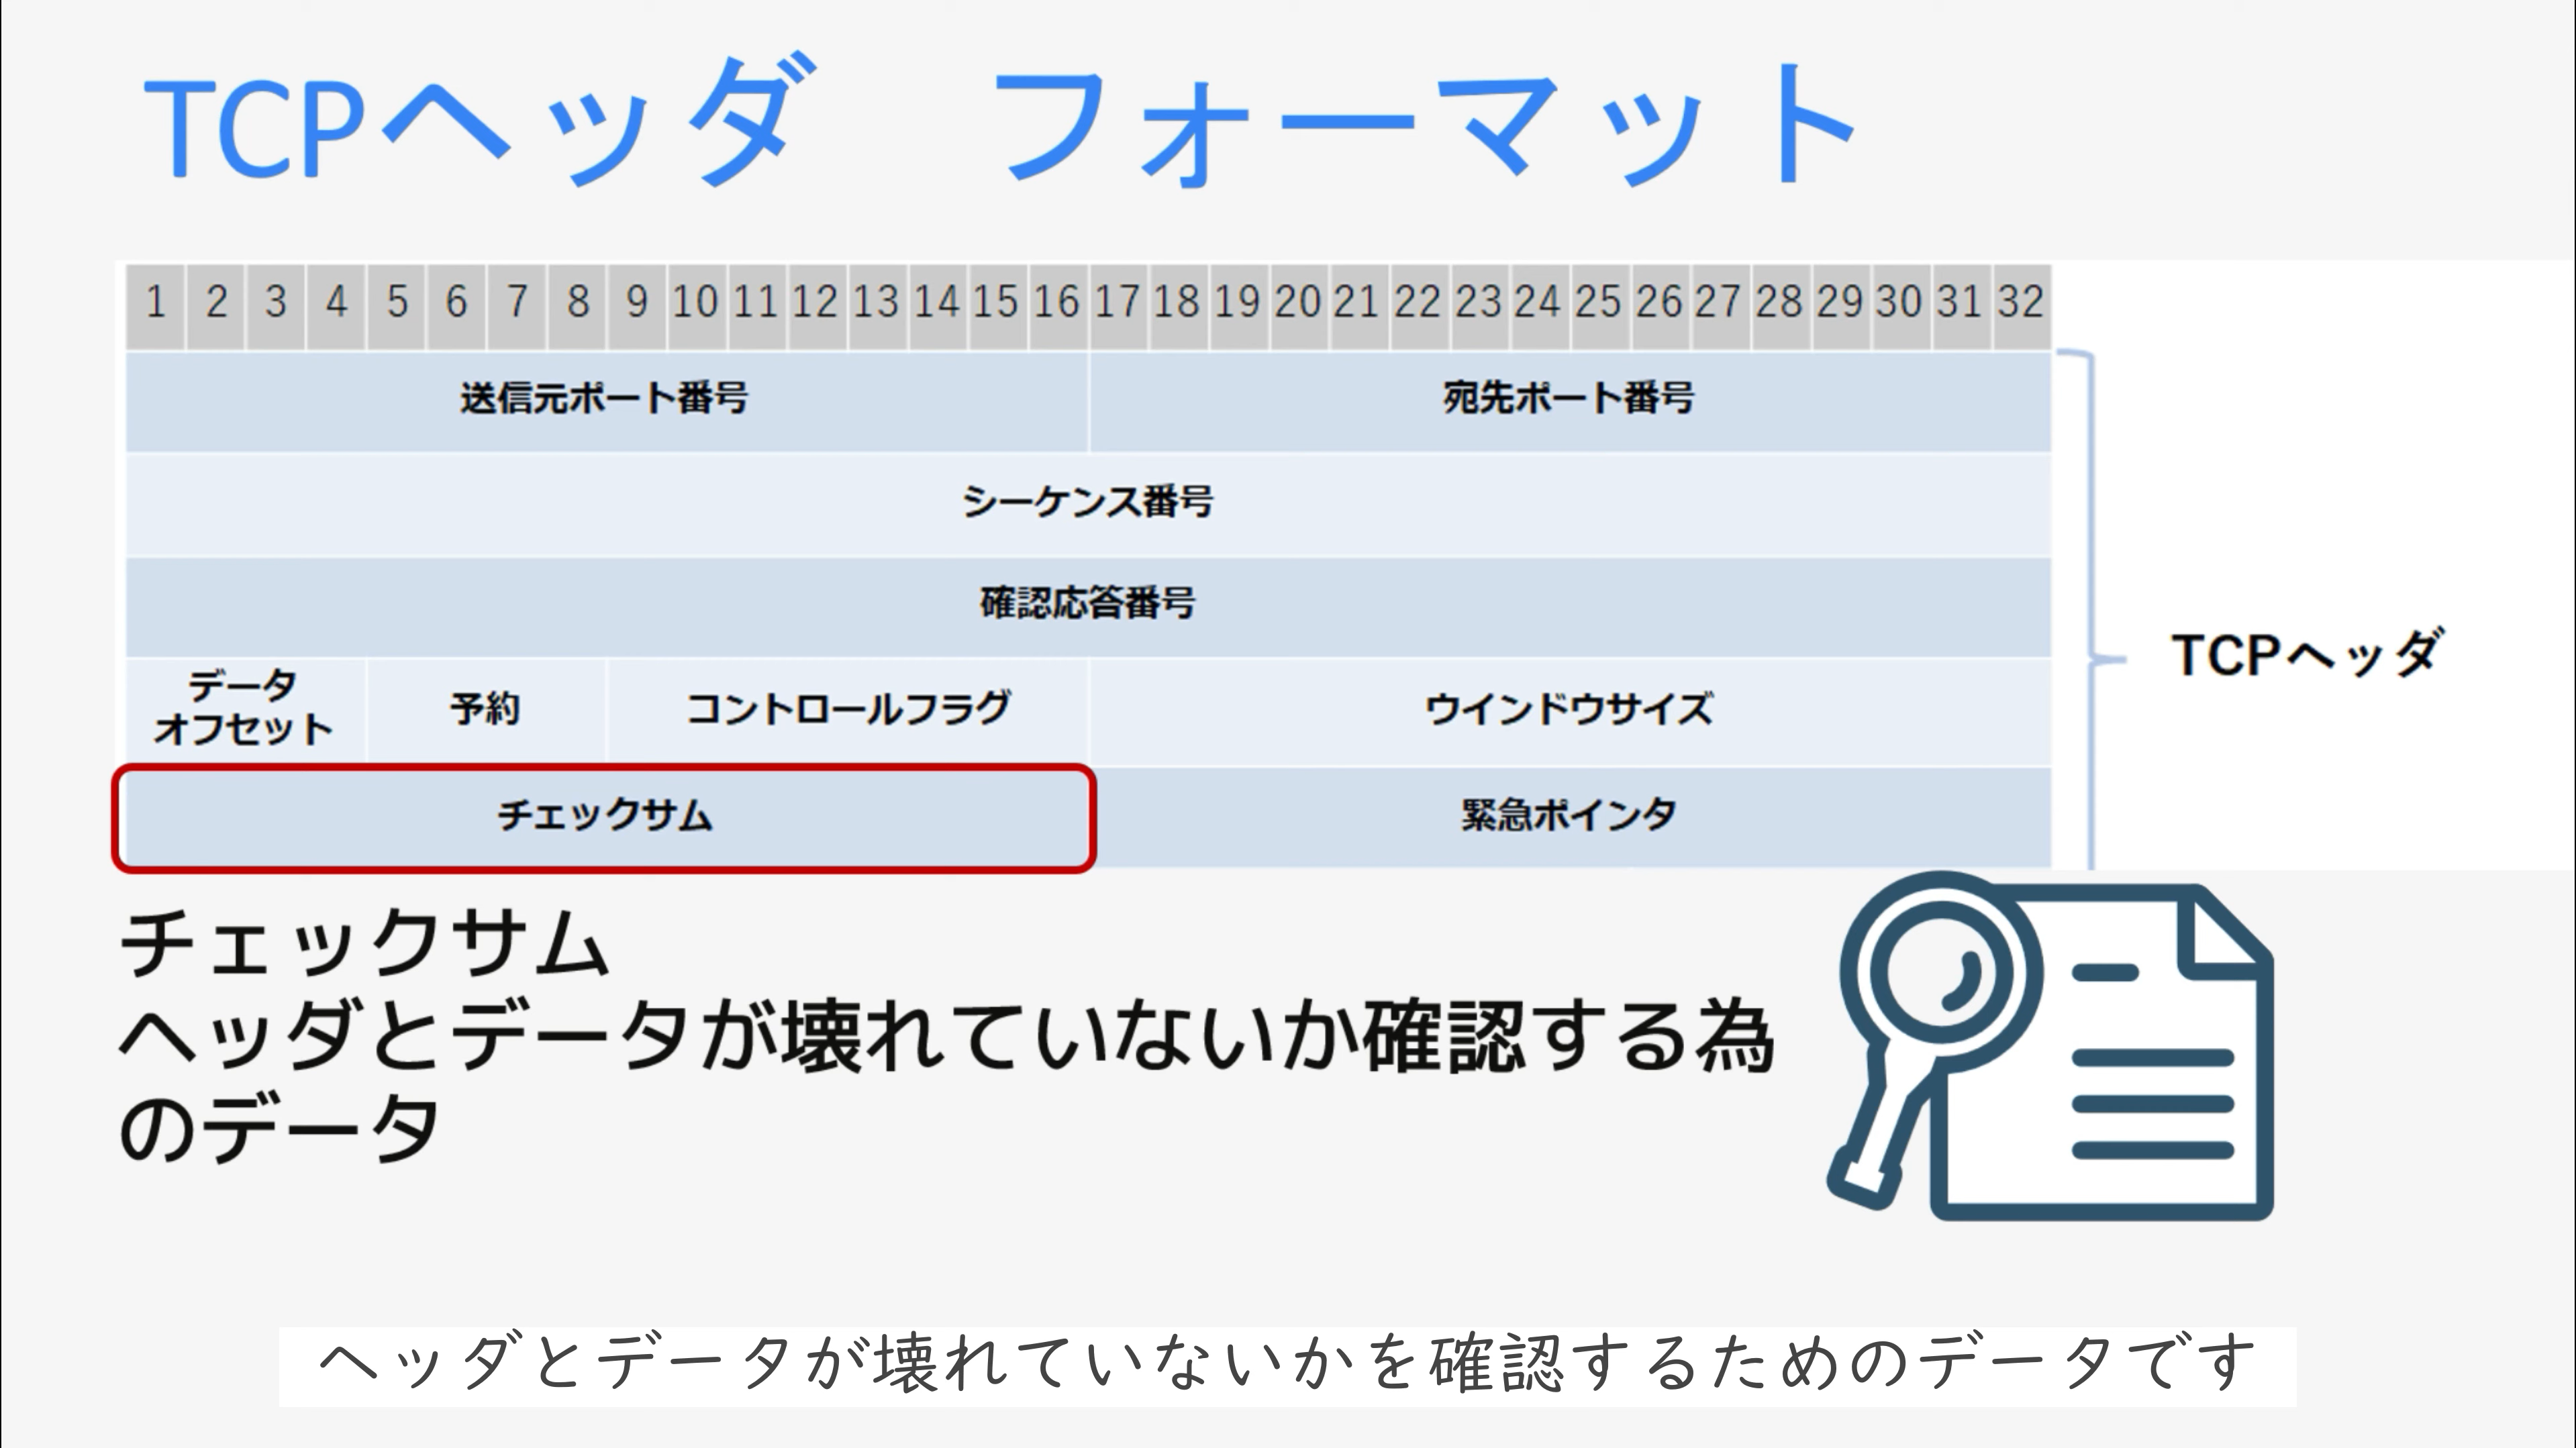 TCPヘッダ　フォーマット
1 2 3 4 5 6 7 8 9 10 11 12 13 14 15 16 17 18 19 20 21 22 23 24 25 26 27 28 29 30 31 32
送信元ポート番号 宛先ポート番号
シーケンス番号
確認応答番号
データ
オフセット
予約 コントロールフラグ ウインドウサイズ
チェックサム 緊急ポインタ
TCPヘッダ
チェックサム
ヘッダとデータが壊れていないか確認する為
のデータ
ヘッダとデータが壊れていないかを確認するためのデータです